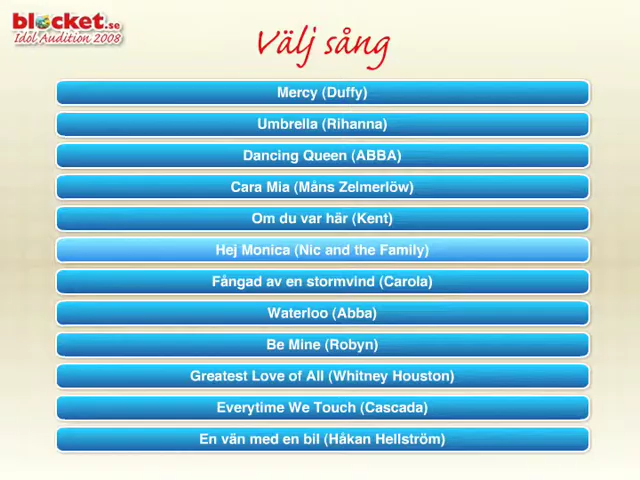 blocket.se
Idol Audition 2008
Välj sång
Mercy (Duffy)
Umbrella (Rihanna)
Dancing Queen (ABBA)
Cara Mia (Måns Zelmerlöw)
Om du var här (Kent)
Hej Monica (Nic and the Family)
Fångad av en stormvind (Carola)
Waterloo (Abba)
Be Mine (Robyn)
Greatest Love of All (Whitney Houston)
Everytime We Touch (Cascada)
En vän med en bil (Håkan Hellström)